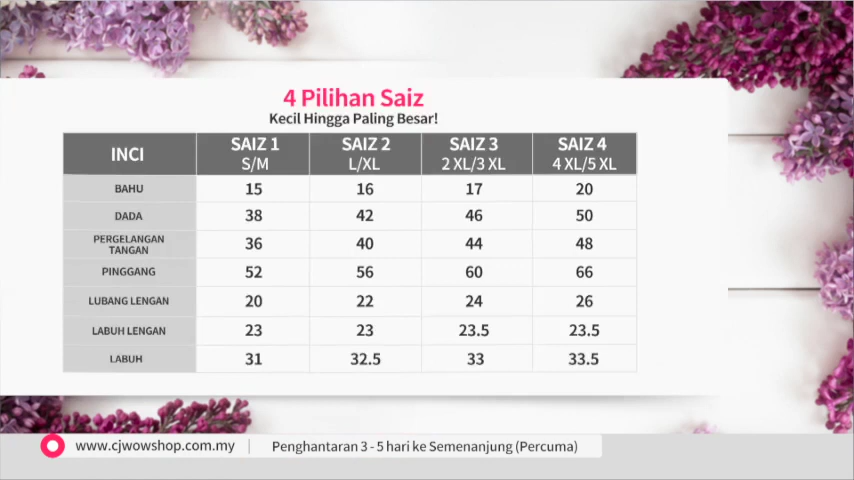 4 Pilihan Saiz
Kecil Hingga Paling Besar!
INCI SAIZ 1 S/M SAIZ 2 L/XL SAIZ 3 2 XL/3 XL SAIZ 4 4 XL/5 XL
BAHU 15 16 17 20
DADA 38 42 46 50
PERGELANGAN TANGAN 36 40 44 48
PINGGANG 52 56 60 66
LUBANG LENGAN 20 22 24 26
LABUH LENGAN 23 23 23.5 23.5
LABUH 31 32.5 33 33.5
www.cjwowshop.com.my | Penghantaran 3 - 5 hari ke Semenanjung (Percuma)